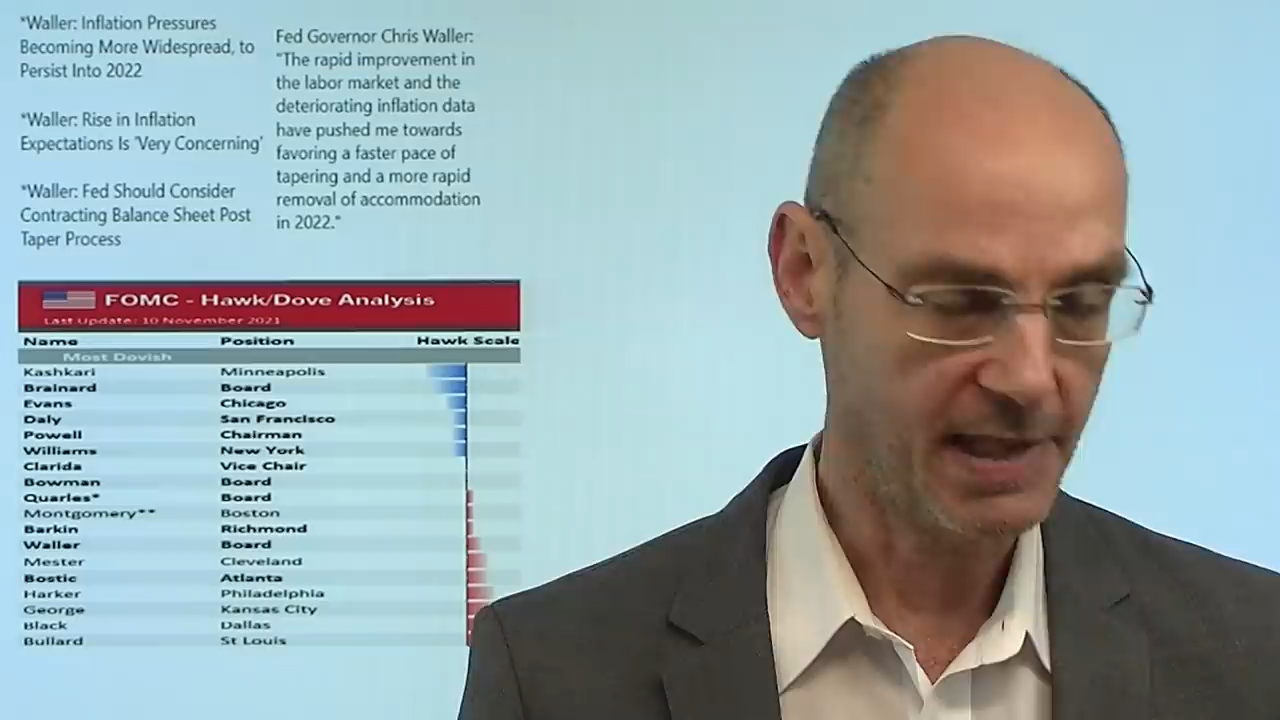 *Waller: Inflation Pressures
Becoming More Widespread, to
Persist Into 2022
*Waller: Rise in Inflation
Expectations Is 'Very Concerning'
*Waller: Fed Should Consider
Contracting Balance Sheet Post
Taper Process
Fed Governor Chris Waller:
"The rapid improvement in
the labor market and the
deteriorating inflation data
have pushed me towards
favoring a faster pace of
tapering and a more rapid
removal of accommodation
in 2022."
FOMC - Hawk/Dove Analysis
Last Update: 10 November 2021
Name Position Hawk Scale
Most Dovish
Kashkari Minneapolis
Brainard Board
Evans Chicago
Daly San Francisco
Powell Chairman
Williams New York
Clarida Vice Chair
Bowman Board
Quarles* Board
Montgomery** Boston
Barkin Richmond
Waller Board
Mester Cleveland
Bostic Atlanta
Harker Philadelphia
George Kansas City
Black Dallas
Bullard St Louis